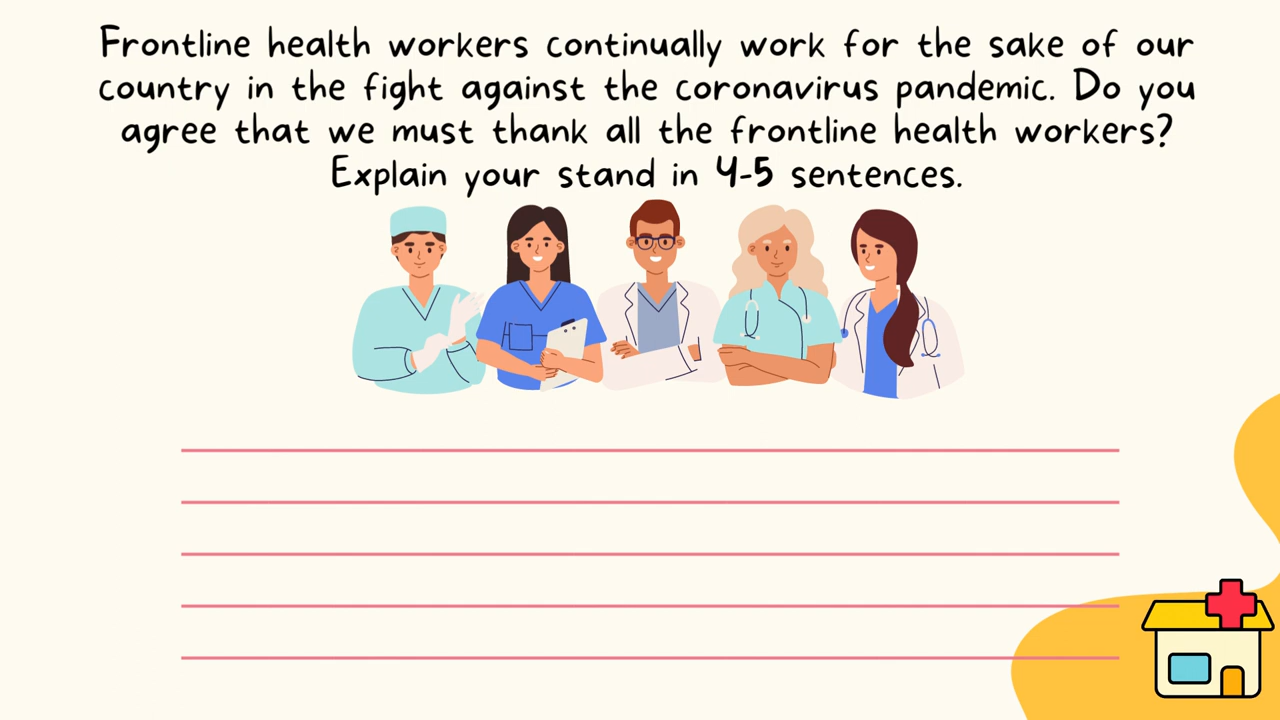 Frontline health workers continually work for the sake of our
country in the fight against the coronavirus pandemic. Do you
agree that we must thank all the frontline health workers?
Explain your stand in 4-5 sentences.